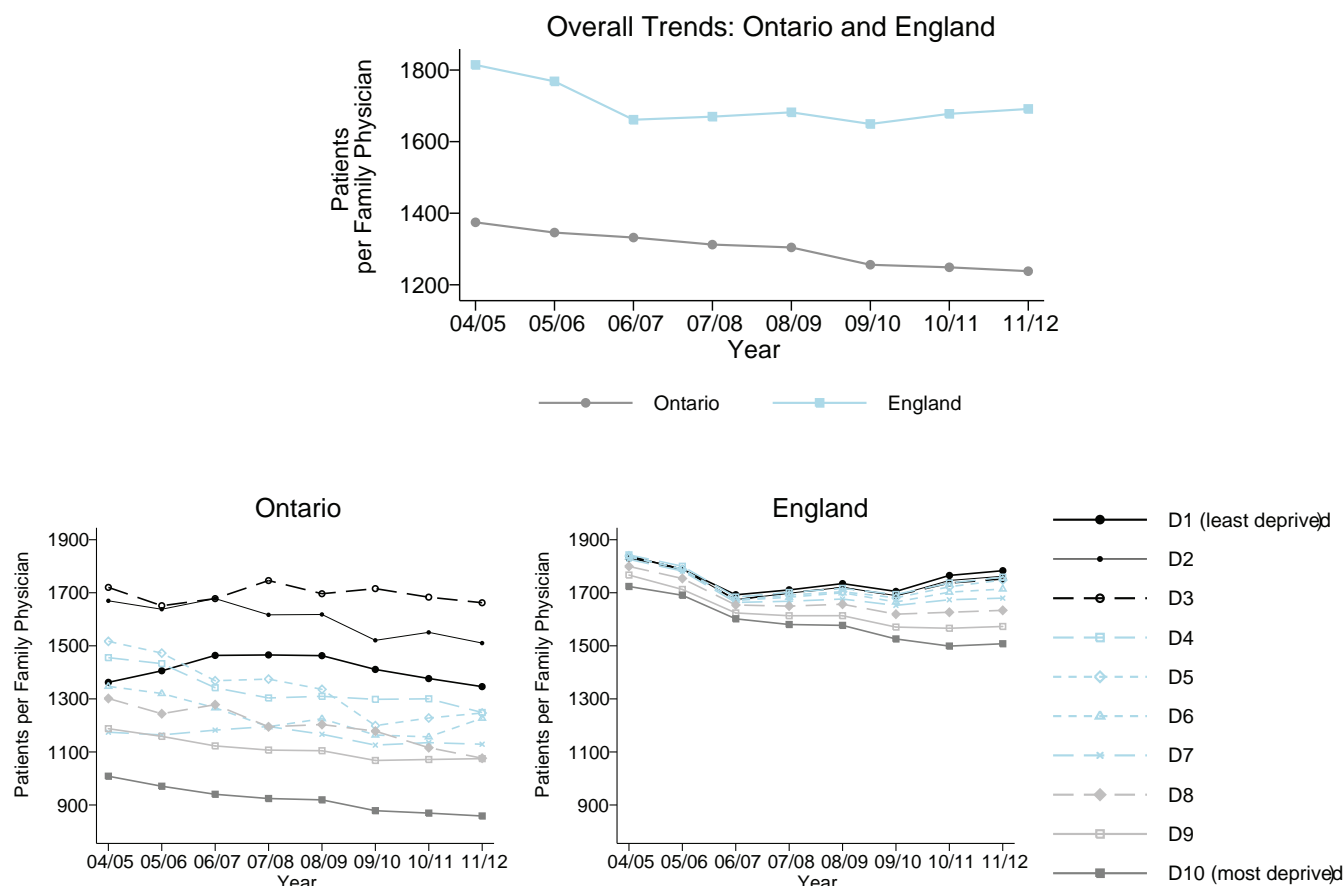 Overall Trends: Ontario and England
Patients
per Family Physician
1800
1600
1400
1200
04/05 05/06 06/07 07/08 08/09 09/10 10/11 11/12
Year
Ontario England
Ontario
Patients per Family Physician
1900
1700
1500
1300
1100
900
04/05 05/06 06/07 07/08 08/09 09/10 10/11 11/12
Year
England
Patients per Family Physician
1900
1700
1500
1300
1100
900
04/05 05/06 06/07 07/08 08/09 09/10 10/11 11/12
Year
D1 (least deprived)
D2
D3
D4
D5
D6
D7
D8
D9
D10 (most deprived)